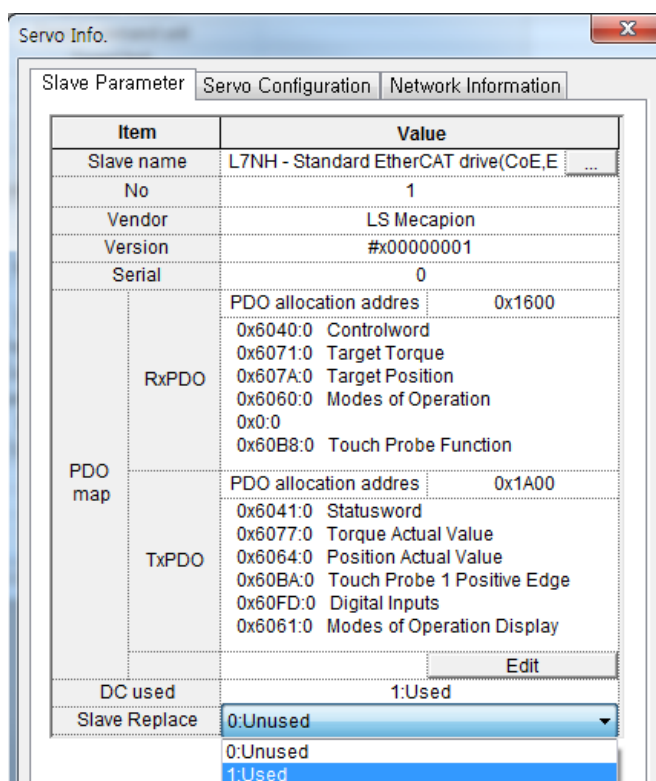 Servo Info.
Slave Parameter Servo Configuration Network Information
Item Value
Slave name L7NH - Standard EtherCAT drive(CoE,E ...
No 1
Vendor LS Mecapion
Version #x00000001
Serial 0
PDO allocation addres 0x1600
0x6040:0 Controlword
0x6071:0 Target Torque
RxPDO 0x607A:0 Target Position
0x6060:0 Modes of Operation
0x0:0
0x60B8:0 Touch Probe Function
PDO map
PDO allocation addres 0x1A00
0x6041:0 Statusword
0x6077:0 Torque Actual Value
TxPDO 0x6064:0 Position Actual Value
0x60BA:0 Touch Probe 1 Positive Edge
0x60FD:0 Digital Inputs
0x6061:0 Modes of Operation Display
Edit
DC used 1:Used
Slave Replace 0:Unused
0:Unused
1:Used